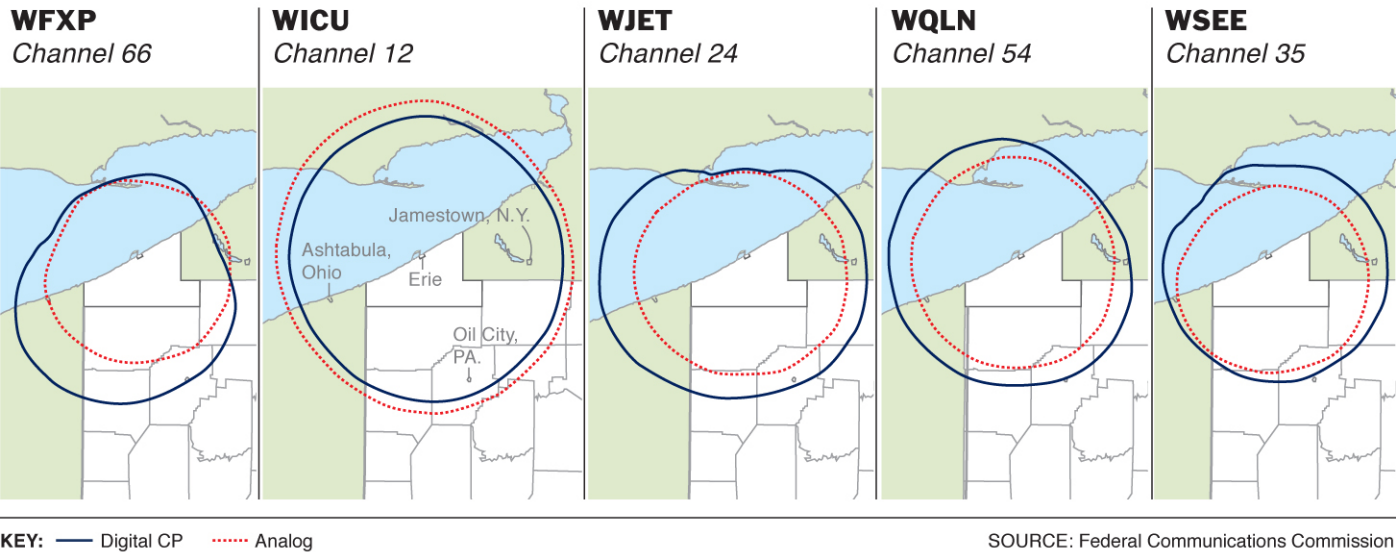 WFXP
Channel 66
WICU
Channel 12
WJET
Channel 24
WQLN
Channel 54
WSEE
Channel 35
Jamestown, N.Y.
Ashtabula,
Ohio
Erie
Oil City,
PA.
KEY: Digital CP Analog
SOURCE: Federal Communications Commission